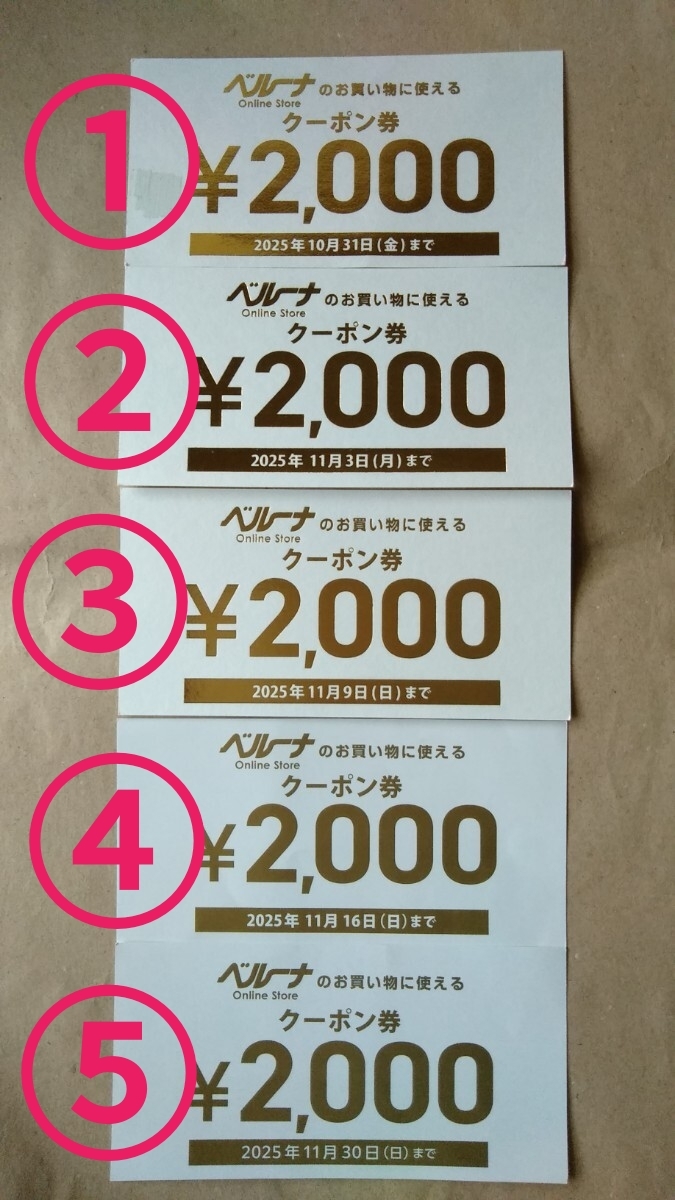 ①
ベルーナのお買い物に使える
Online Store
クーポン券
¥2,000
2025年10月31日(金)まで
②
ベルーナのお買い物に使える
Online Store
クーポン券
¥2,000
2025年 11月3日(月)まで
③
ベルーナのお買い物に使える
Online Store
クーポン券
¥2,000
2025年11月9日(日)まで
④
ベルーナのお買い物に使える
Online Store
クーポン券
¥2,000
2025年 11月16日(日)まで
⑤
ベルーナのお買い物に使える
Online Store
クーポン券
¥2,000
2025年11月30日(日)まで